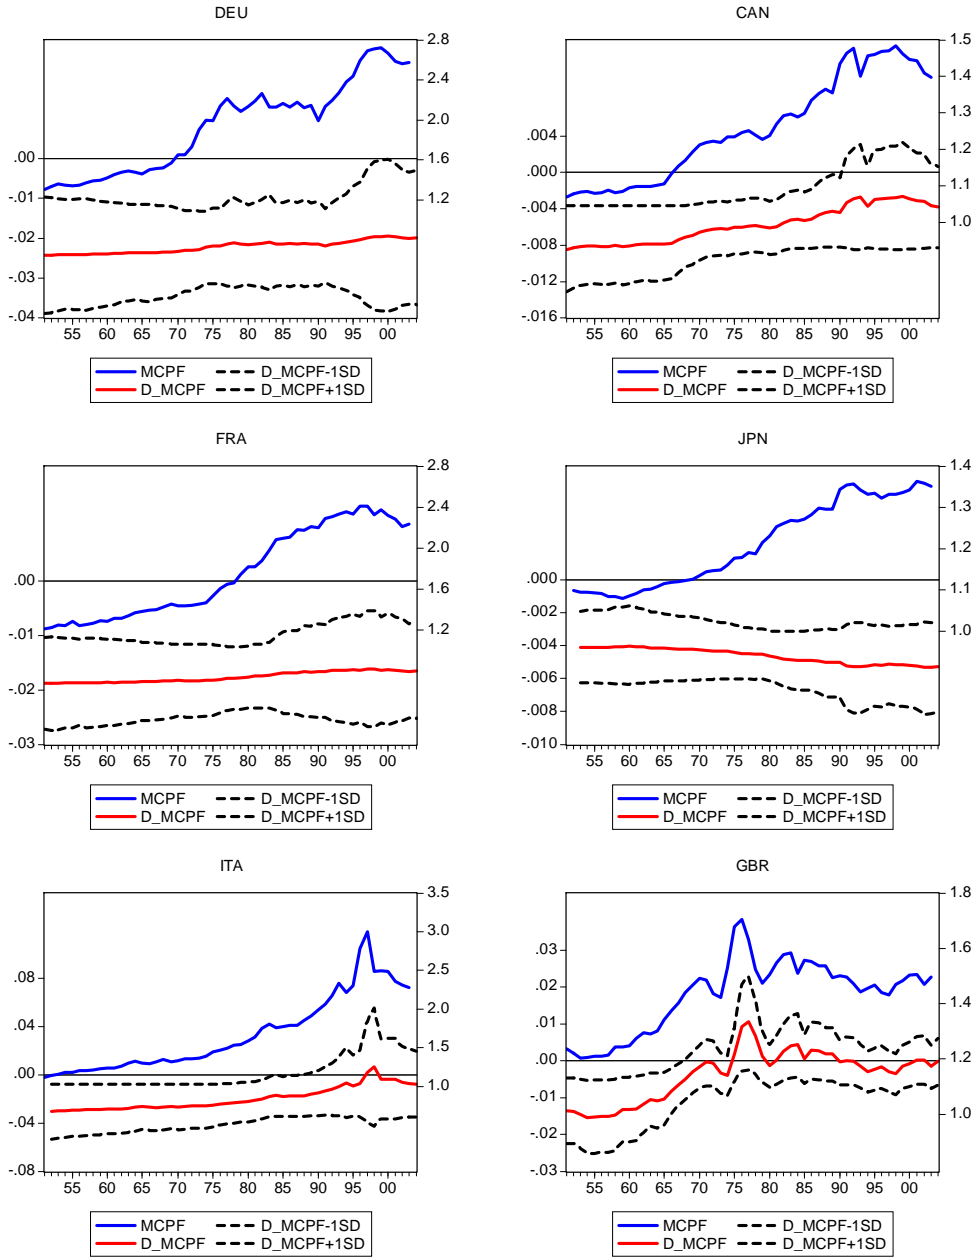 DEU
2.8
2.4
2.0
.00
1.6
-.01
1.2
-.02
-.03
-.04
55 60 65 70 75 80 85 90 95 00
MCPF D_MCPF-1SD
D_MCPF D_MCPF+1SD
CAN
1.5
1.4
1.3
.004
1.2
.000
1.1
-.004
1.0
-.008
-.012
-.016
55 60 65 70 75 80 85 90 95 00
MCPF D_MCPF-1SD
D_MCPF D_MCPF+1SD
FRA
2.8
2.4
2.0
.00
1.6
1.2
-.01
-.02
-.03
55 60 65 70 75 80 85 90 95 00
MCPF D_MCPF-1SD
D_MCPF D_MCPF+1SD
JPN
1.4
1.3
1.2
.000
1.1
-.002
1.0
-.004
-.006
-.008
-.010
55 60 65 70 75 80 85 90 95 00
MCPF D_MCPF-1SD
D_MCPF D_MCPF+1SD
ITA
3.5
3.0
2.5
.08
2.0
.04
1.5
.00
1.0
-.04
-.08
55 60 65 70 75 80 85 90 95 00
MCPF D_MCPF-1SD
D_MCPF D_MCPF+1SD
GBR
1.8
1.6
.03
.02
1.4
.01
.00
1.2
-.01
1.0
-.02
-.03
55 60 65 70 75 80 85 90 95 00
MCPF D_MCPF-1SD
D_MCPF D_MCPF+1SD